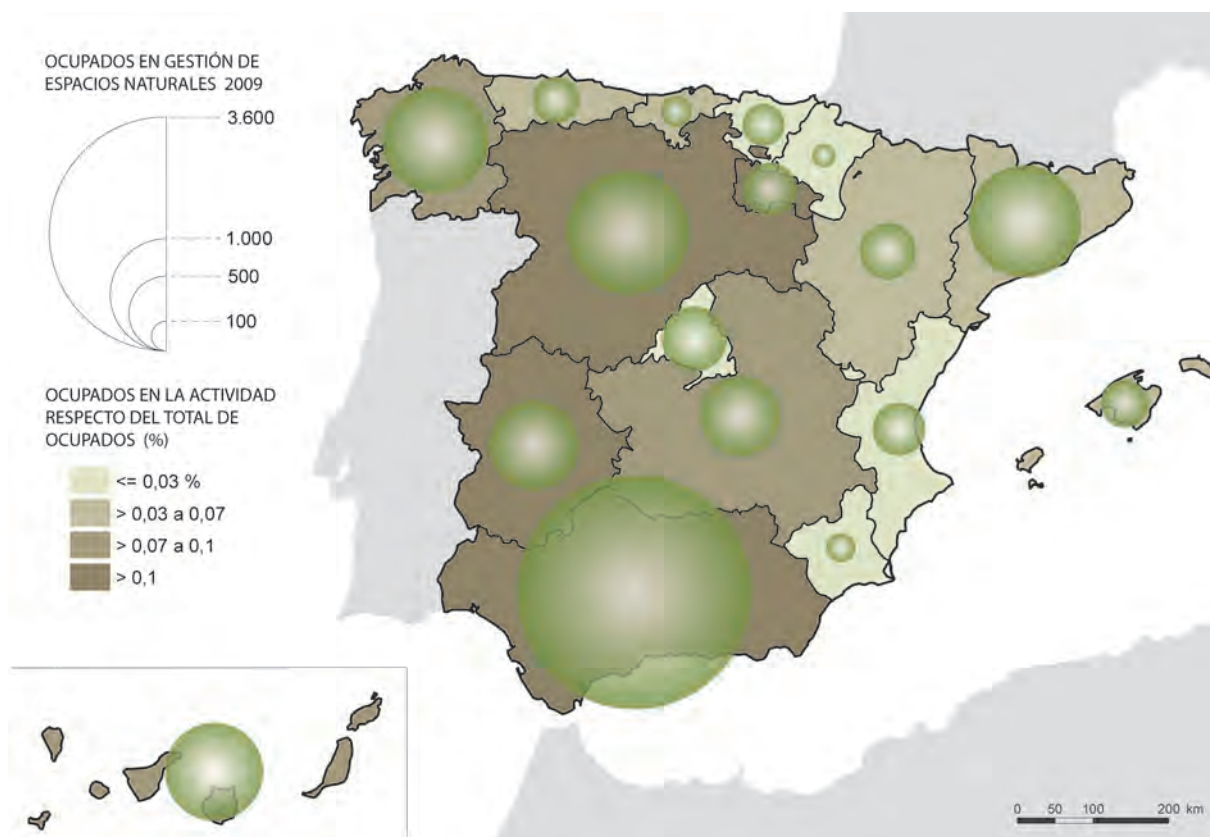 OCUPADOS EN GESTIÓN DE
ESPACIOS NATURALES 2009
3.600
1.000
500
100
OCUPADOS EN LA ACTIVIDAD
RESPECTO DEL TOTAL DE
OCUPADOS (%)
<= 0,03 %
> 0,03 a 0,07
> 0,07 a 0,1
> 0,1
0 50 100 200 km